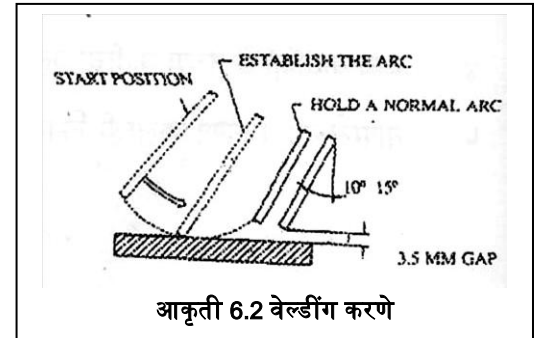 START POSITION
ESTABLISH THE ARC
HOLD A NORMAL ARC
10° 15°
3.5 MM GAP
आकृती 6.2 वेल्डींग करणे